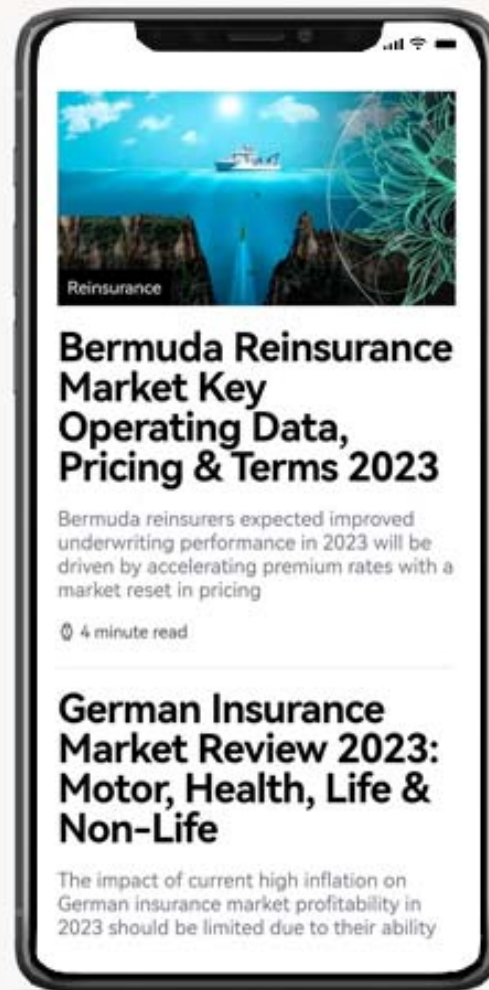 Reinsurance
Bermuda Reinsurance
Market Key
Operating Data,
Pricing & Terms 2023
Bermuda reinsurers expected improved
underwriting performance in 2023 will be
driven by accelerating premium rates with a
market reset in pricing
4 minute read
German Insurance
Market Review 2023:
Motor, Health, Life &
Non-Life
The impact of current high inflation on
German insurance market profitability in
2023 should be limited due to their ability